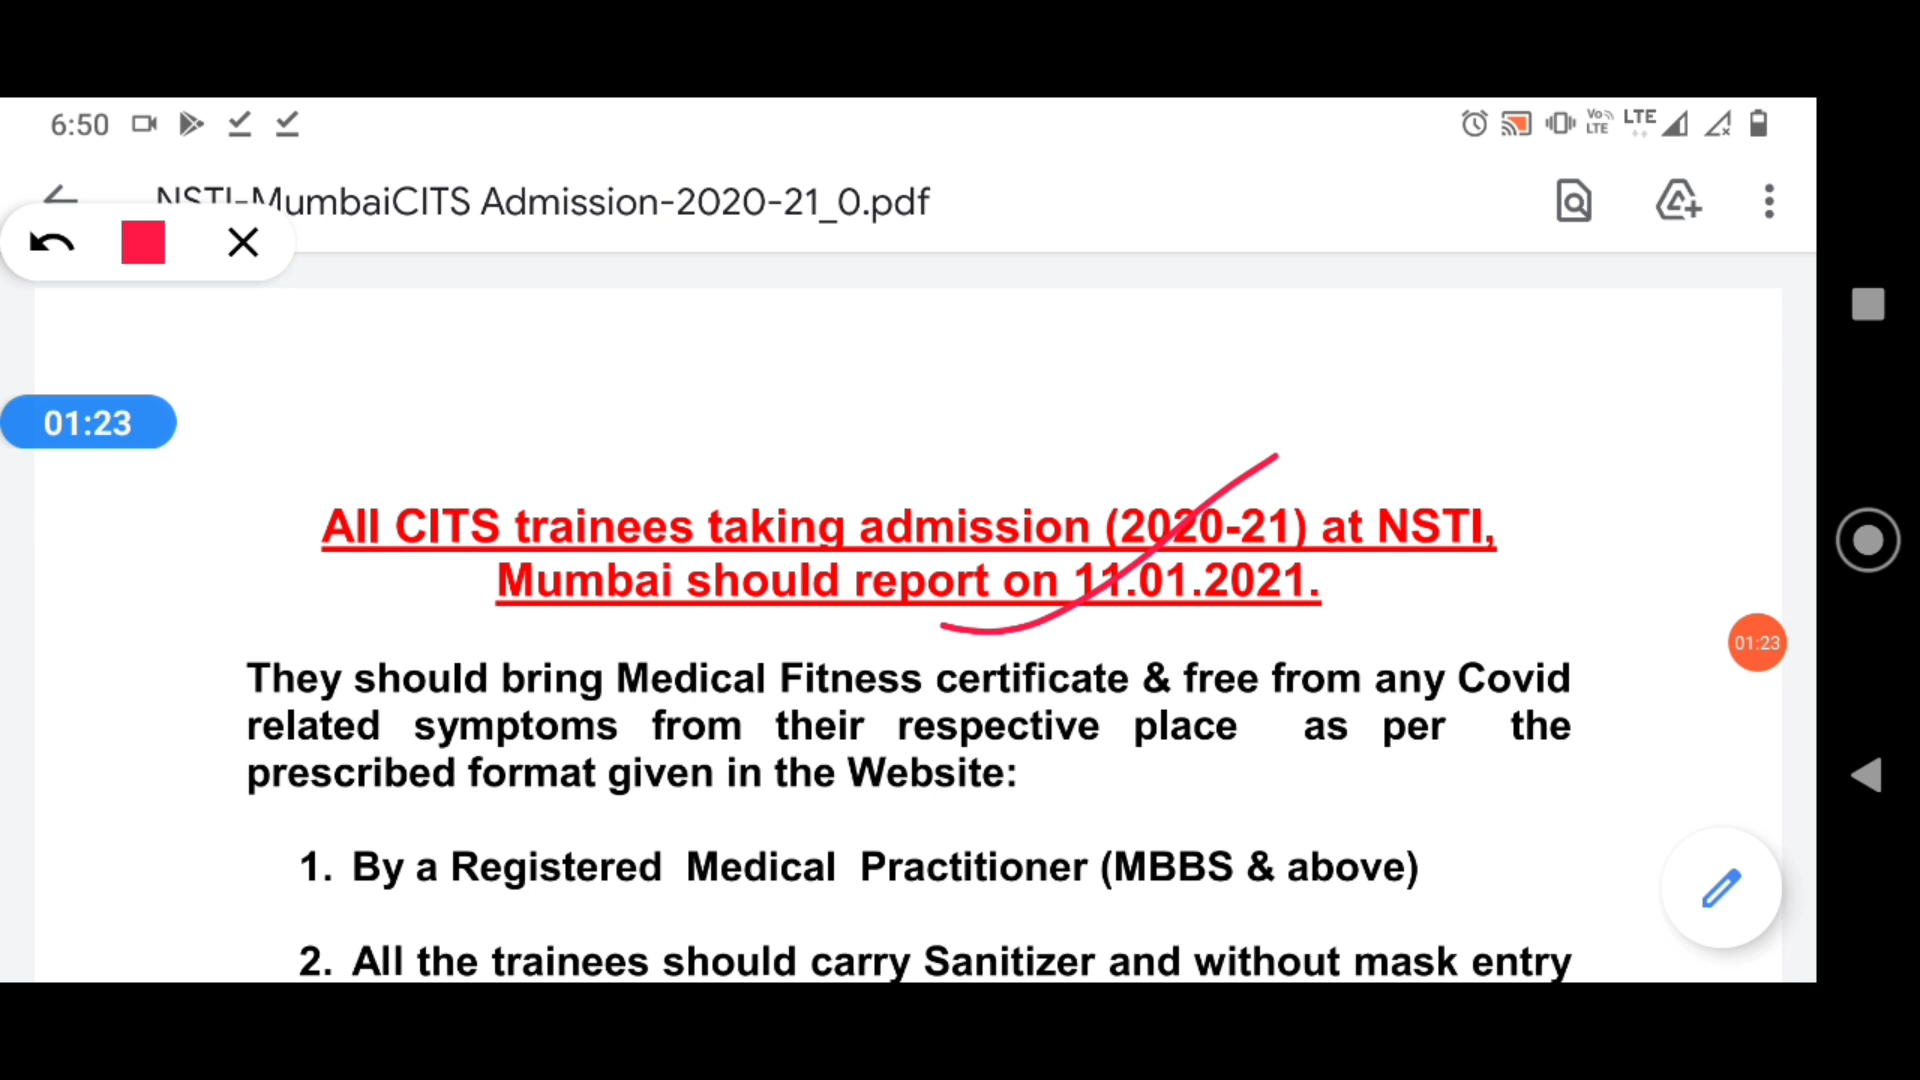 6:50
Vo LTE LTE
NSTI-MumbaiCITS Admission-2020-21_0.pdf
01:23
All CITS trainees taking admission (2020-21) at NSTI,
Mumbai should report on 11.01.2021.
01:23
They should bring Medical Fitness certificate & free from any Covid
related symptoms from their respective place as per the
prescribed format given in the Website:
1. By a Registered Medical Practitioner (MBBS & above)
2. All the trainees should carry Sanitizer and without mask entry